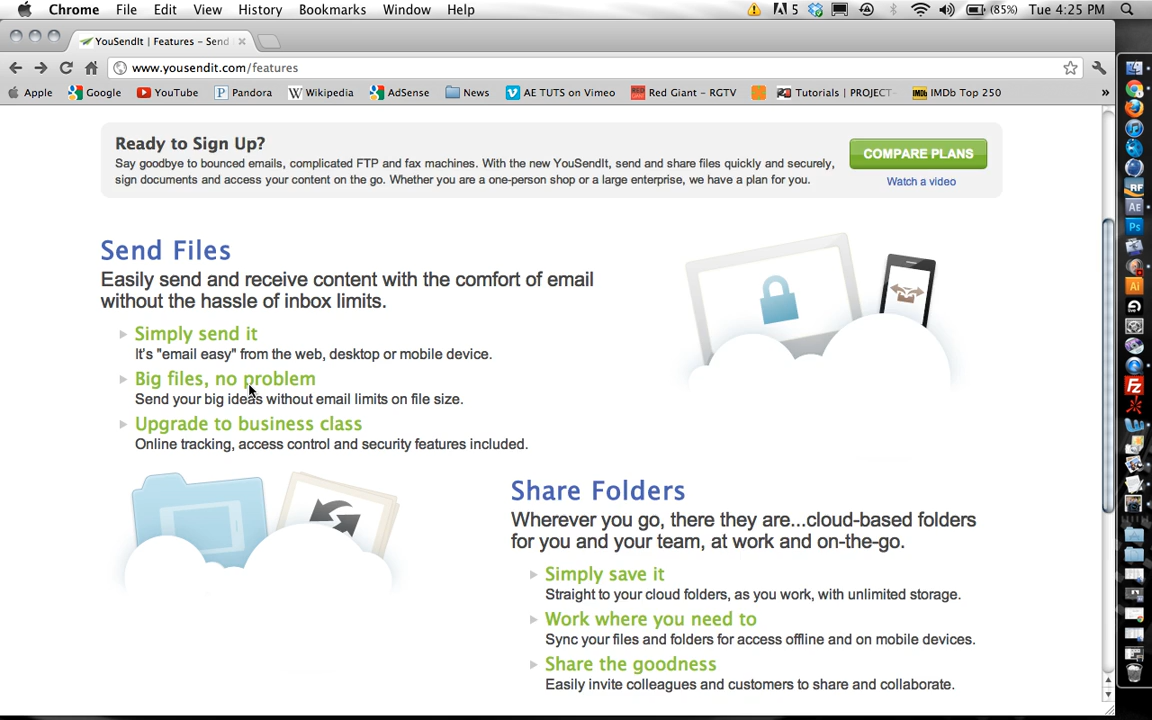 Chrome File Edit View History Bookmarks Window Help
5 (85%) Tue 4:25 PM
YouSendIt | Features – Send
www.yousendit.com/features
Apple Google YouTube Pandora Wikipedia AdSense News AE TUTS on Vimeo Red Giant – RGTV Tutorials | PROJECT- IMDb Top 250 »
Ready to Sign Up?
Say goodbye to bounced emails, complicated FTP and fax machines. With the new YouSendIt, send and share files quickly and securely,
sign documents and access your content on the go. Whether you are a one-person shop or a large enterprise, we have a plan for you.
COMPARE PLANS
Watch a video
Send Files
Easily send and receive content with the comfort of email
without the hassle of inbox limits.
Simply send it
It's "email easy" from the web, desktop or mobile device.
Big files, no problem
Send your big ideas without email limits on file size.
Upgrade to business class
Online tracking, access control and security features included.
Share Folders
Wherever you go, there they are...cloud-based folders
for you and your team, at work and on-the-go.
Simply save it
Straight to your cloud folders, as you work, with unlimited storage.
Work where you need to
Sync your files and folders for access offline and on mobile devices.
Share the goodness
Easily invite colleagues and customers to share and collaborate.
RF
AE
Ps
Ai
Fz